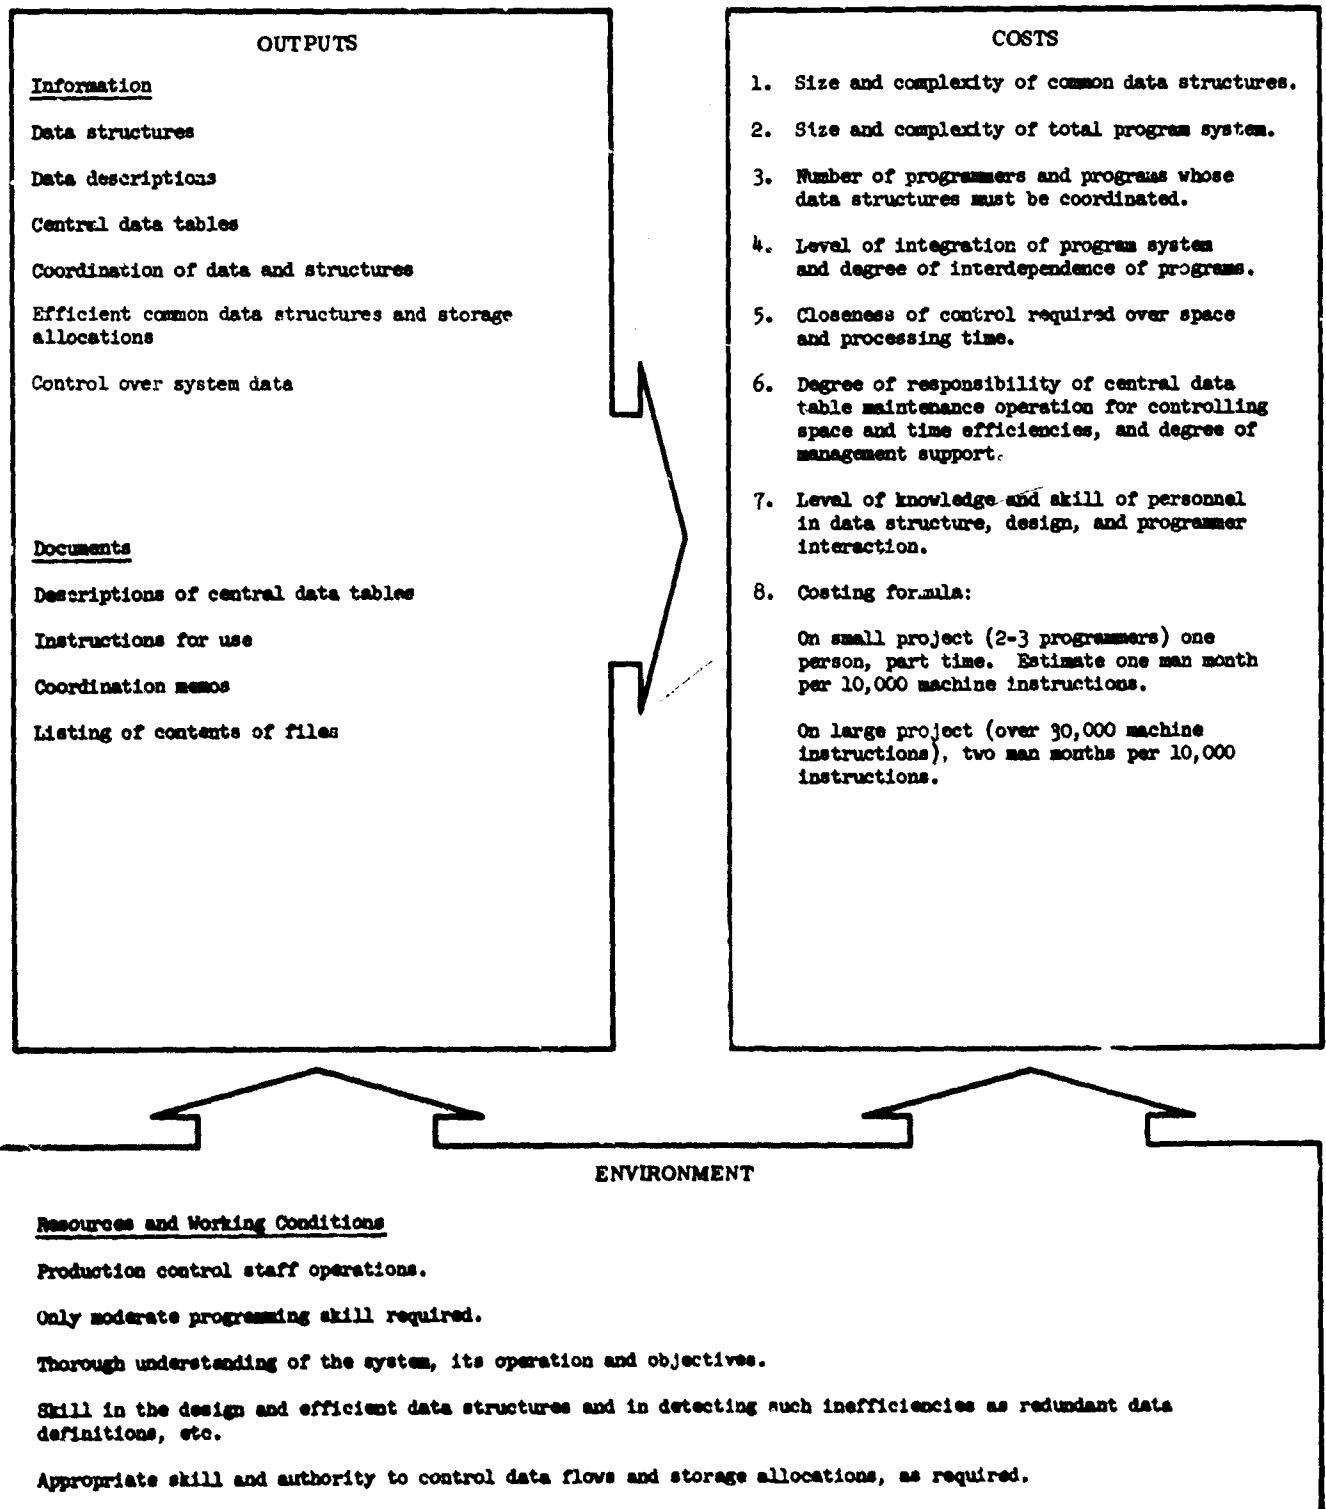 OUTPUTS
Information
Data structures
Data descriptions
Central data tables
Coordination of data and structures
Efficient common data structures and storage
allocations
Control over system data
Documents
Descriptions of central data tables
Instructions for use
Coordination memos
Listing of contents of files
COSTS
1. Size and complexity of common data structures.
2. Size and complexity of total program system.
3. Number of programmers and programs whose
data structures must be coordinated.
4. Level of integration of program system
and degree of interdependence of programs.
5. Closeness of control required over space
and processing time.
6. Degree of responsibility of central data
table maintenance operation for controlling
space and time efficiencies, and degree of
management support.
7. Level of knowledge and skill of personnel
in data structure, design, and programmer
interaction.
8. Costing formula:
On small project (2-3 programmers) one
person, part time. Estimate one man month
per 10,000 machine instructions.
On large project (over 30,000 machine
instructions), two man months per 10,000
instructions.
ENVIRONMENT
Resources and Working Conditions
Production control staff operations.
Only moderate programming skill required.
Thorough understanding of the system, its operation and objectives.
Skill in the design and efficient data structures and in detecting such inefficiencies as redundant data
definitions, etc.
Appropriate skill and authority to control data flows and storage allocations, as required.